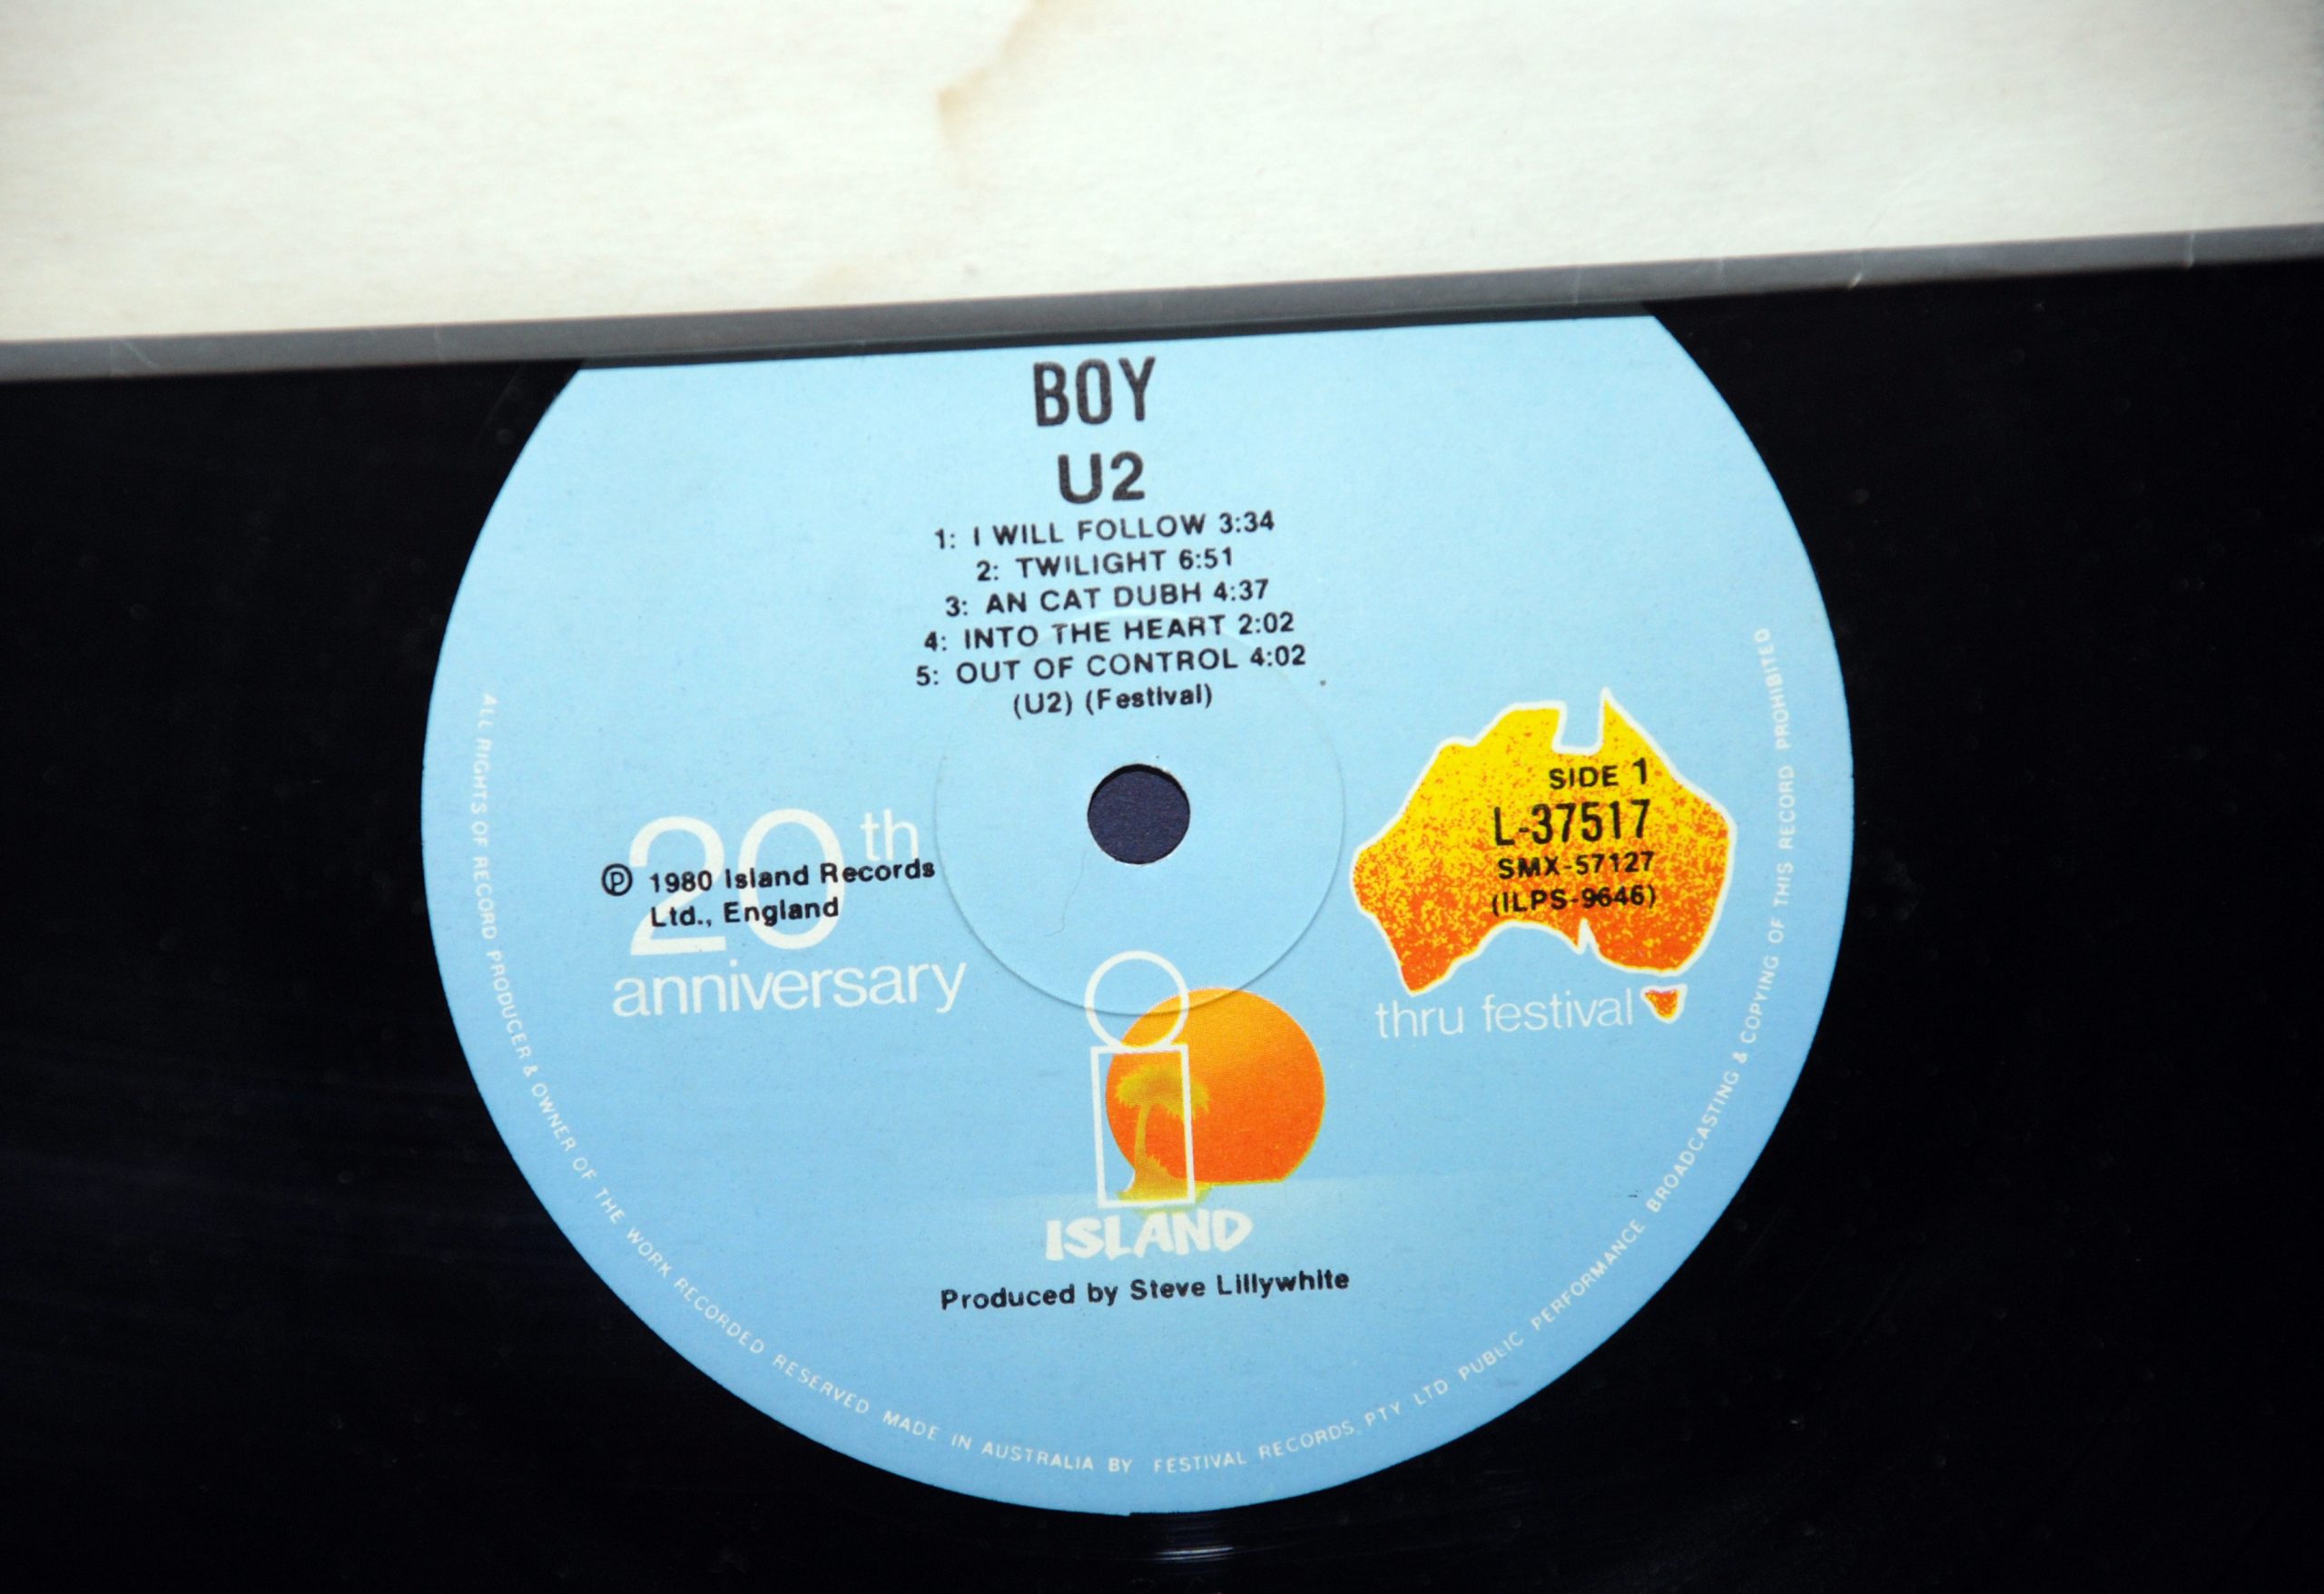 BOY
U2
1: I WILL FOLLOW 3:34
2: TWILIGHT 6:51
3: AN CAT DUBH 4:37
4: INTO THE HEART 2:02
5: OUT OF CONTROL 4:02
(U2) (Festival)
20th
anniversary
Ⓟ 1980 Island Records
Ltd., England
SIDE 1
L-37517
SMX-57127
(ILPS-9646)
thru festival
i
ISLAND
Produced by Steve Lillywhite
ALL RIGHTS OF RECORD PRODUCER & OWNER OF THE WORK RECORDED RESERVED MADE IN AUSTRALIA BY FESTIVAL RECORDS PTY LTD PUBLIC PERFORMANCE BROADCASTING & COPYING OF THIS RECORD PROHIBITED